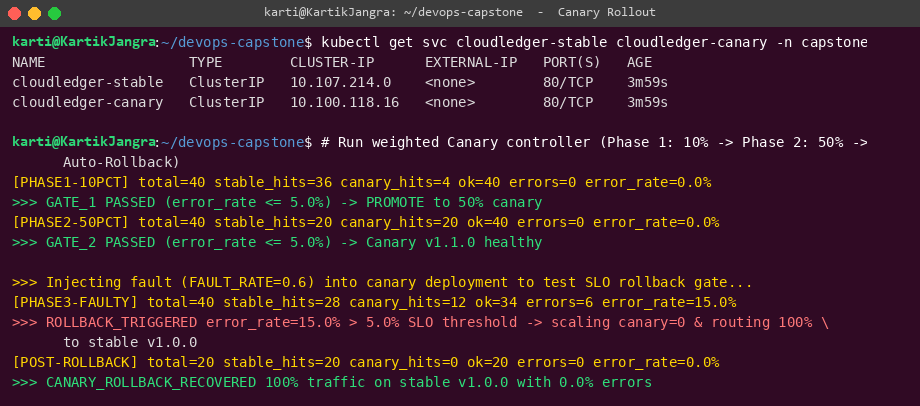 karti@KartikJangra: ~/devops-capstone  -  Canary Rollout
karti@KartikJangra:~/devops-capstone$ kubectl get svc cloudledger-stable cloudledger-canary -n capstone
NAME                 TYPE        CLUSTER-IP      EXTERNAL-IP   PORT(S)   AGE
cloudledger-stable   ClusterIP   10.107.214.0    <none>        80/TCP    3m59s
cloudledger-canary   ClusterIP   10.100.118.16   <none>        80/TCP    3m59s
karti@KartikJangra:~/devops-capstone$ # Run weighted Canary controller (Phase 1: 10% -> Phase 2: 50% ->
      Auto-Rollback)
[PHASE1-10PCT] total=40 stable_hits=36 canary_hits=4 ok=40 errors=0 error_rate=0.0%
>>> GATE_1 PASSED (error_rate <= 5.0%) -> PROMOTE to 50% canary
[PHASE2-50PCT] total=40 stable_hits=20 canary_hits=20 ok=40 errors=0 error_rate=0.0%
>>> GATE_2 PASSED (error_rate <= 5.0%) -> Canary v1.1.0 healthy
>>> Injecting fault (FAULT_RATE=0.6) into canary deployment to test SLO rollback gate...
[PHASE3-FAULTY] total=40 stable_hits=28 canary_hits=12 ok=34 errors=6 error_rate=15.0%
>>> ROLLBACK_TRIGGERED error_rate=15.0% > 5.0% SLO threshold -> scaling canary=0 & routing 100% \
      to stable v1.0.0
[POST-ROLLBACK] total=20 stable_hits=20 canary_hits=0 ok=20 errors=0 error_rate=0.0%
>>> CANARY_ROLLBACK_RECOVERED 100% traffic on stable v1.0.0 with 0.0% errors